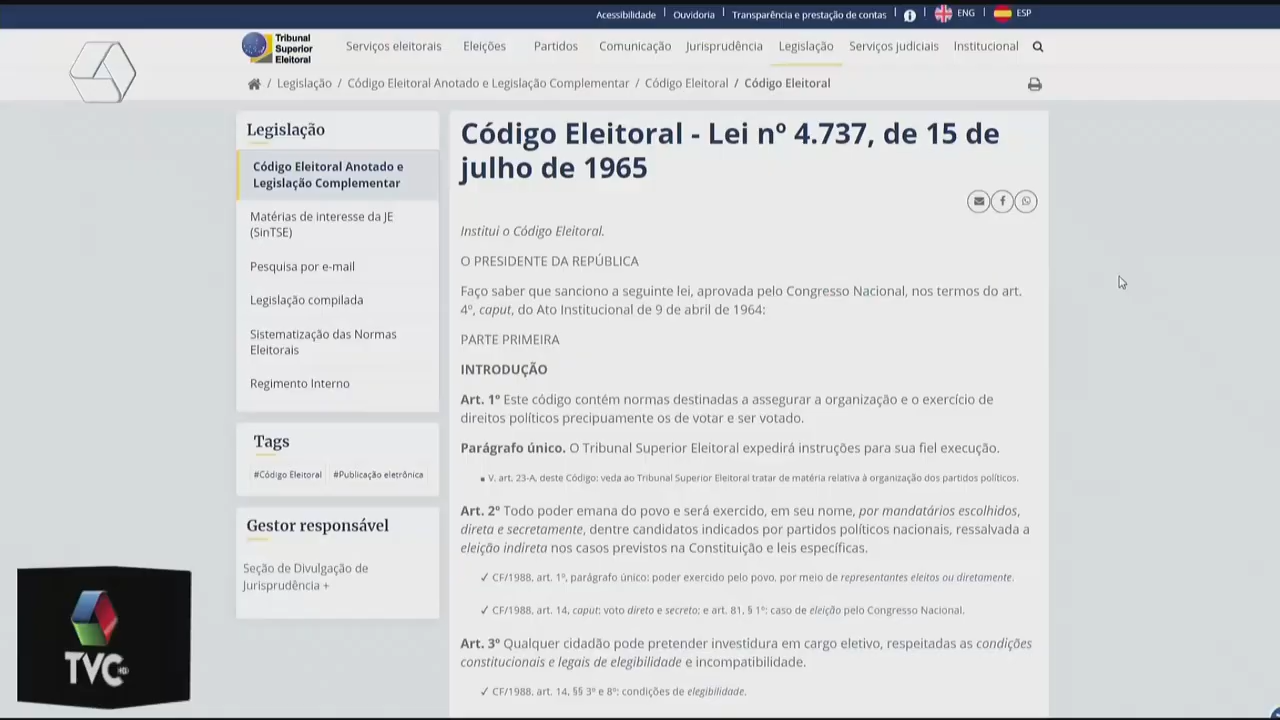 Acessibilidade | Ouvidoria | Transparência e prestação de contas | ENG | ESP
Tribunal
Superior
Eleitoral
Serviços eleitorais Eleições Partidos Comunicação Jurisprudência Legislação Serviços judiciais Institucional
/ Legislação / Código Eleitoral Anotado e Legislação Complementar / Código Eleitoral / Código Eleitoral
Legislação
Código Eleitoral Anotado e
Legislação Complementar
Matérias de interesse da JE
(SinTSE)
Pesquisa por e-mail
Legislação compilada
Sistematização das Normas
Eleitorais
Regimento Interno
Tags
#Código Eleitoral #Publicação eletrônica
Gestor responsável
Seção de Divulgação de
Jurisprudência +
Código Eleitoral - Lei nº 4.737, de 15 de
julho de 1965
Institui o Código Eleitoral.
O PRESIDENTE DA REPÚBLICA
Faço saber que sanciono a seguinte lei, aprovada pelo Congresso Nacional, nos termos do art.
4º, caput, do Ato Institucional de 9 de abril de 1964:
PARTE PRIMEIRA
INTRODUÇÃO
Art. 1º Este código contém normas destinadas a assegurar a organização e o exercício de
direitos políticos precipuamente os de votar e ser votado.
Parágrafo único. O Tribunal Superior Eleitoral expedirá instruções para sua fiel execução.
▪ V. art. 23-A, deste Código: veda ao Tribunal Superior Eleitoral tratar de matéria relativa à organização dos partidos políticos.
Art. 2º Todo poder emana do povo e será exercido, em seu nome, por mandatários escolhidos,
direta e secretamente, dentre candidatos indicados por partidos políticos nacionais, ressalvada a
eleição indireta nos casos previstos na Constituição e leis específicas.
✓ CF/1988, art. 1º, parágrafo único: poder exercido pelo povo, por meio de representantes eleitos ou diretamente.
✓ CF/1988, art. 14, caput: voto direto e secreto; e art. 81, § 1º: caso de eleição pelo Congresso Nacional.
Art. 3º Qualquer cidadão pode pretender investidura em cargo eletivo, respeitadas as condições
constitucionais e legais de elegibilidade e incompatibilidade.
✓ CF/1988, art. 14, §§ 3º e 8º: condições de elegibilidade.
TVC HD